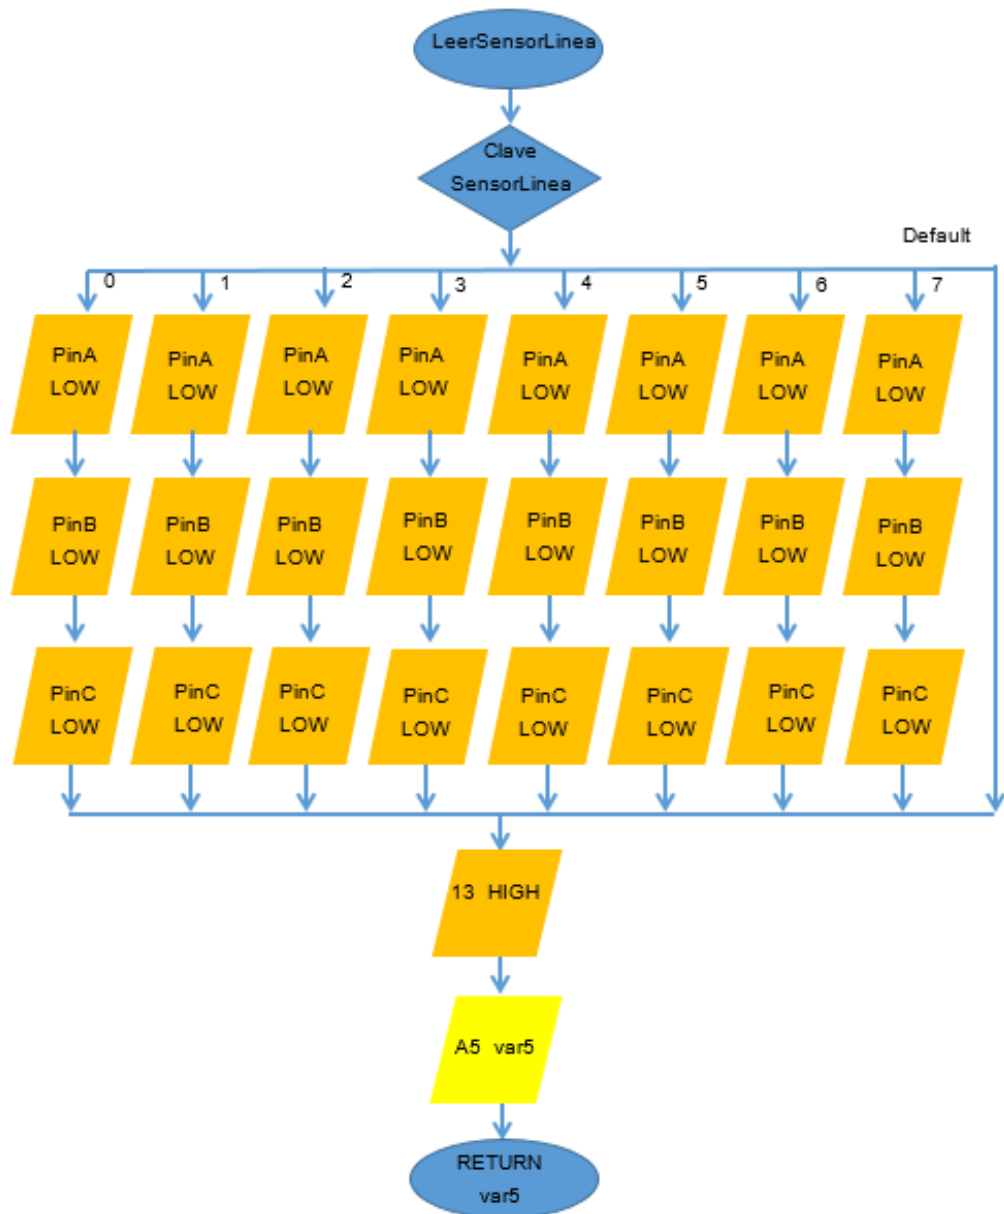 LeerSensorLinea
Clave
SensorLinea
Default
0 1 2 3 4 5 6 7
PinA PinA PinA PinA PinA PinA PinA PinA
LOW LOW LOW LOW LOW LOW LOW LOW
PinB PinB PinB PinB PinB PinB PinB PinB
LOW LOW LOW LOW LOW LOW LOW LOW
PinC PinC PinC PinC PinC PinC PinC PinC
LOW LOW LOW LOW LOW LOW LOW LOW
13 HIGH
A5 var5
RETURN
var5